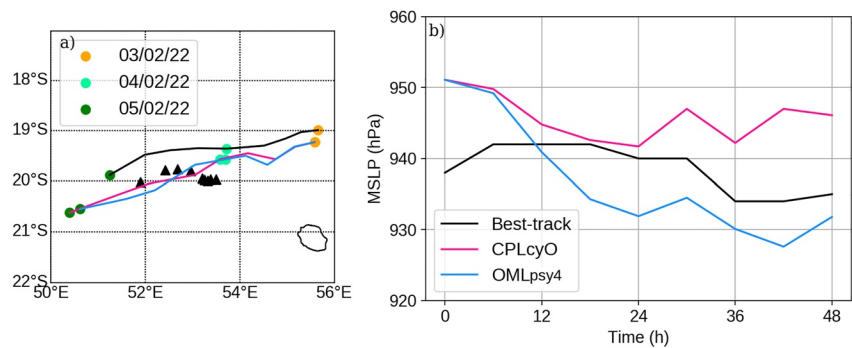 a)
03/02/22
04/02/22
05/02/22
18°S
19°S
20°S
21°S
22°S
50°E 52°E 54°E 56°E
b)
960
950
940
930
920
MSLP (hPa)
Best-track
CPLcyO
OMLpsy4
0 12 24 36 48
Time (h)